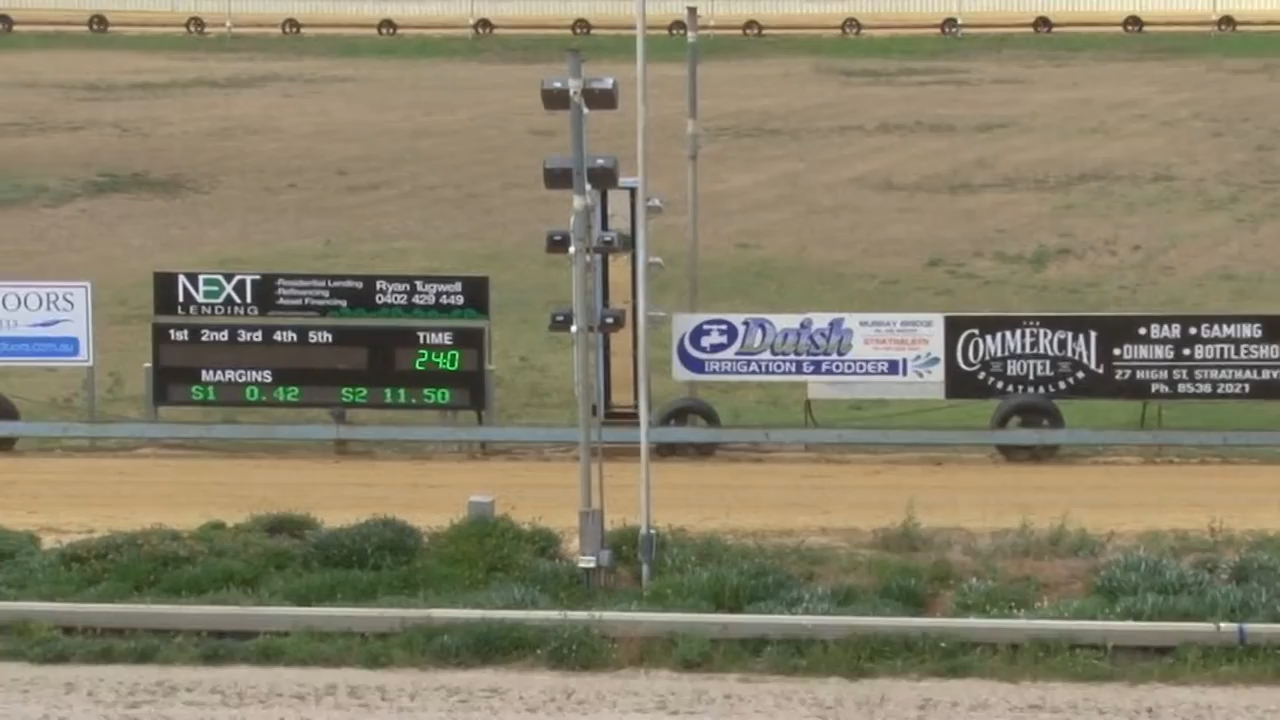 OORS
NEXT
LENDING
-Residential Lending
-Refinancing
-Asset Financing
Ryan Tugwell
0402 429 449
1st 2nd 3rd 4th 5th
TIME
24.0
MARGINS
S1 0.42 S2 11.50
Daish
IRRIGATION & FODDER
MURRAY BRIDGE
STRATHALBYN
THE
COMMERCIAL
HOTEL
STRATHALBYN
• BAR • GAMING
• DINING • BOTTLESHO
27 HIGH ST, STRATHALBY
Ph. 8536 2021